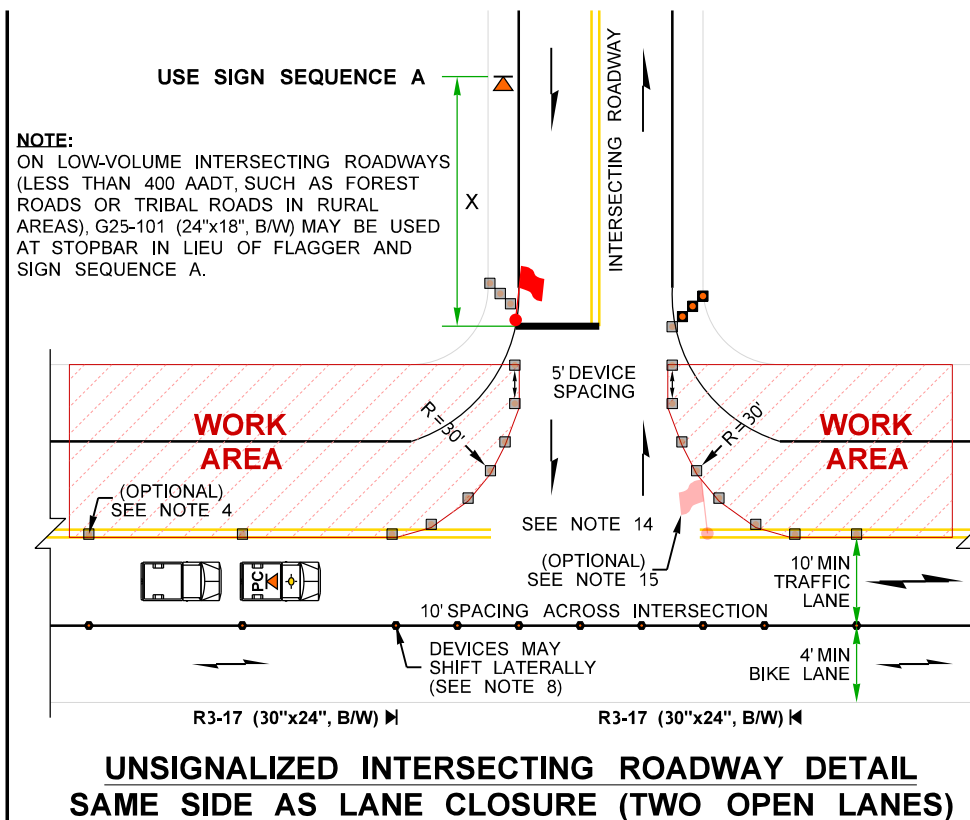 USE SIGN SEQUENCE A
NOTE:
ON LOW-VOLUME INTERSECTING ROADWAYS
(LESS THAN 400 AADT, SUCH AS FOREST
ROADS OR TRIBAL ROADS IN RURAL
AREAS), G25-101 (24"x18", B/W) MAY BE USED
AT STOPBAR IN LIEU OF FLAGGER AND
SIGN SEQUENCE A.
X
INTERSECTING ROADWAY
5' DEVICE
SPACING
WORK
AREA
R=30'
R=30'
WORK
AREA
(OPTIONAL)
SEE NOTE 4
SEE NOTE 14
(OPTIONAL)
SEE NOTE 15
10' MIN
TRAFFIC
LANE
PC
10' SPACING ACROSS INTERSECTION
DEVICES MAY
SHIFT LATERALLY
(SEE NOTE 8)
4' MIN
BIKE LANE
R3-17 (30"x24", B/W)
R3-17 (30"x24", B/W)
UNSIGNALIZED INTERSECTING ROADWAY DETAIL
SAME SIDE AS LANE CLOSURE (TWO OPEN LANES)